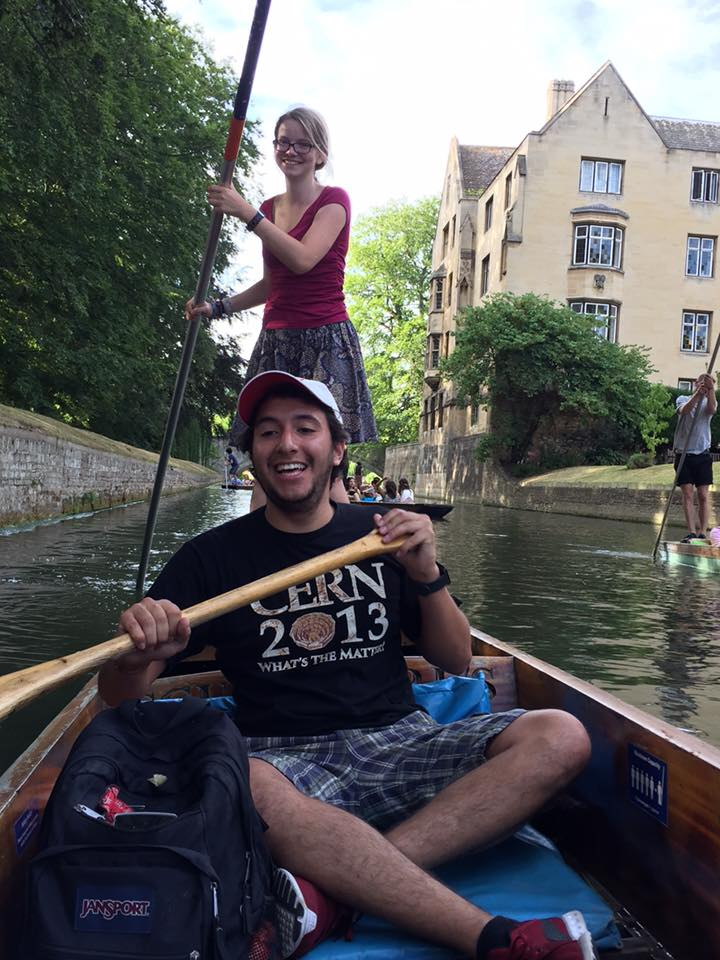 CERN
2013
WHAT'S THE MATTER?
JANSPORT